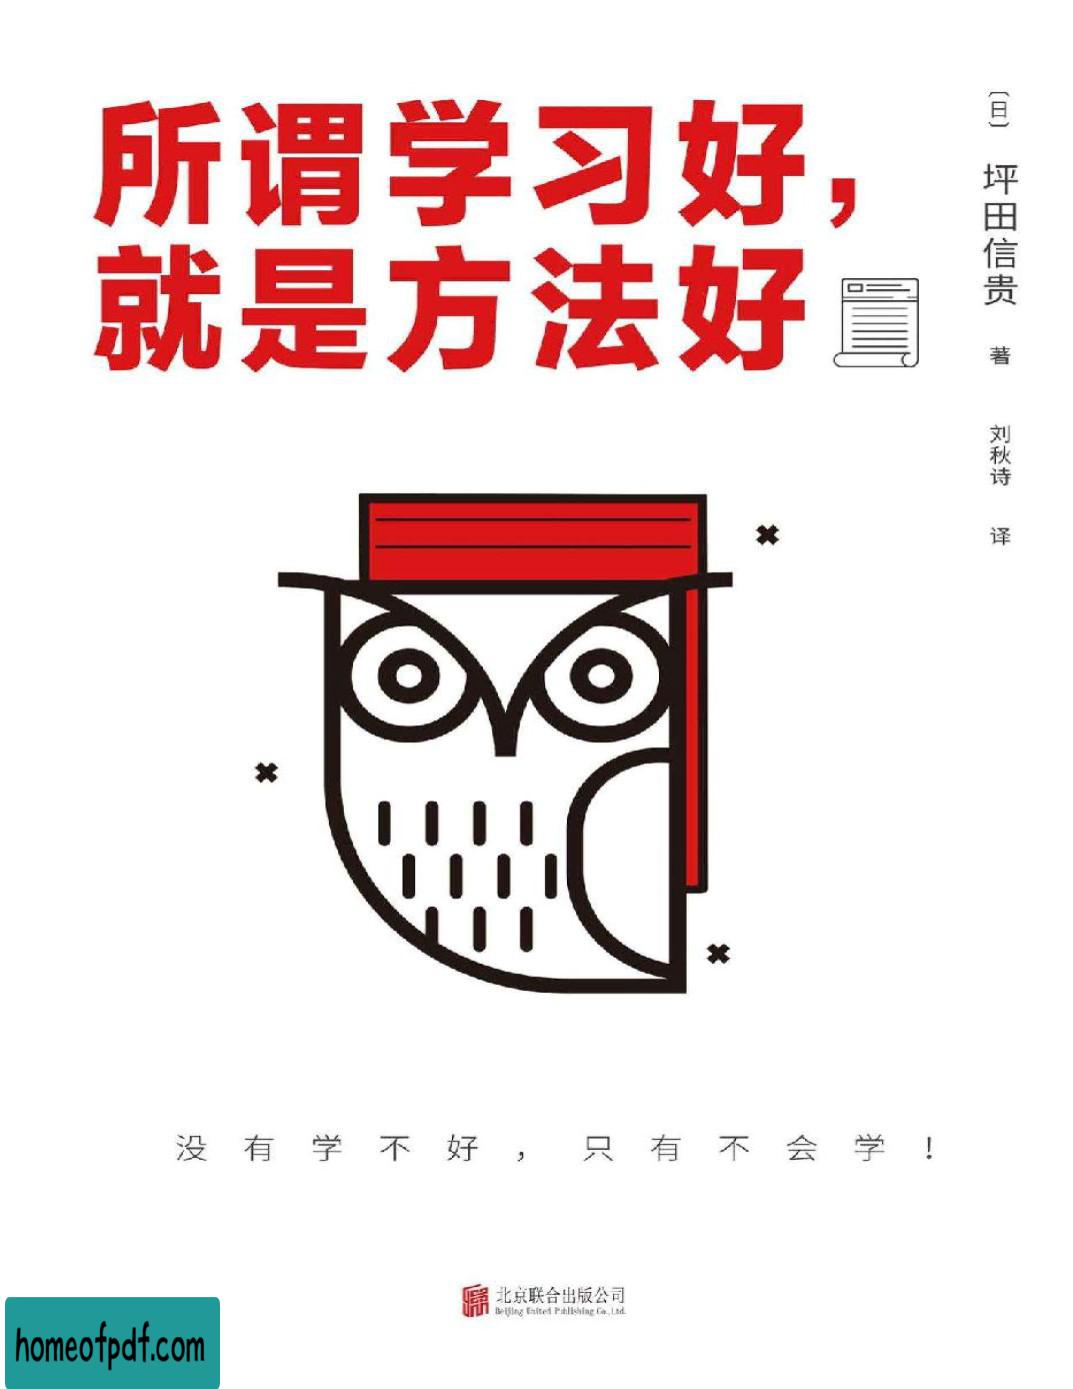 所谓学习好，
就是方法好
〔日〕 坪田信贵 著 刘秋诗 译
没有学不好，只有不会学！
北京联合出版公司
Beijing United Publishing Co.,Ltd.
homeofpdf.com